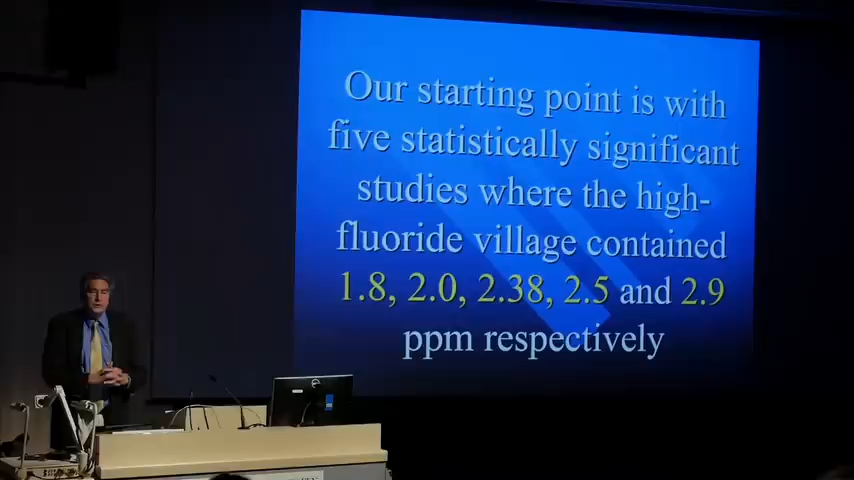 Our starting point is with
five statistically significant
studies where the high-
fluoride village contained
1.8, 2.0, 2.38, 2.5 and 2.9
ppm respectively